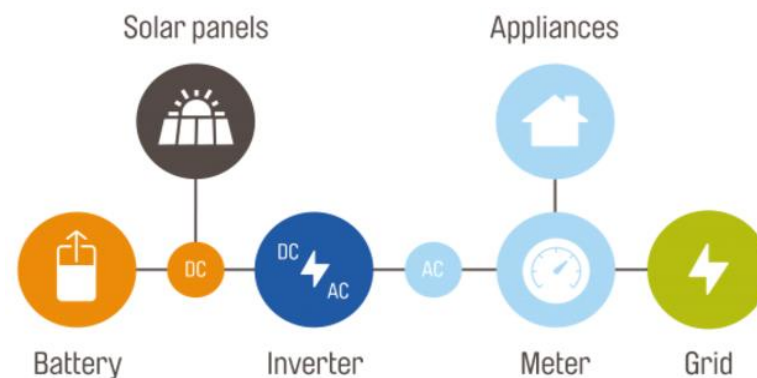 Solar panels
Appliances
DC
DC
AC
AC
Battery
Inverter
Meter
Grid